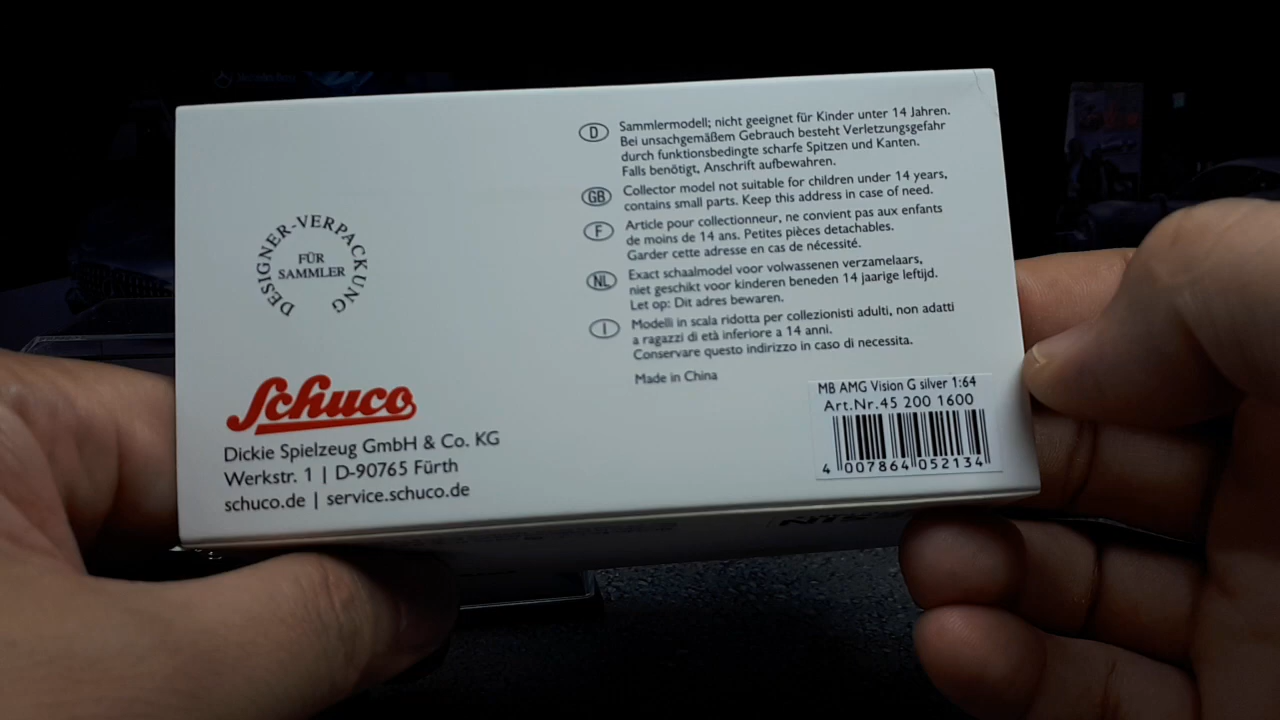 DESIGNER-VERPACKUNG
FÜR
SAMMLER
Schuco
Dickie Spielzeug GmbH & Co. KG
Werkstr. 1 | D-90765 Fürth
schuco.de | service.schuco.de
D
Sammlermodell; nicht geeignet für Kinder unter 14 Jahren.
Bei unsachgemäßem Gebrauch besteht Verletzungsgefahr
durch funktionsbedingte scharfe Spitzen und Kanten.
Falls benötigt, Anschrift aufbewahren.
GB
Collector model not suitable for children under 14 years,
contains small parts. Keep this address in case of need.
F
Article pour collectionneur, ne convient pas aux enfants
de moins de 14 ans. Petites pièces detachables.
Garder cette adresse en cas de nécessité.
NL
Exact schaalmodel voor volwassenen verzamelaars,
niet geschikt voor kinderen beneden 14 jaarige leftijd.
Let op: Dit adres bewaren.
I
Modelli in scala ridotta per collezionisti adulti, non adatti
a ragazzi di età inferiore a 14 anni.
Conservare questo indirizzo in caso di necessita.
Made in China
MB AMG Vision G silver 1:64
Art.Nr.45 200 1600
4 007864 052134